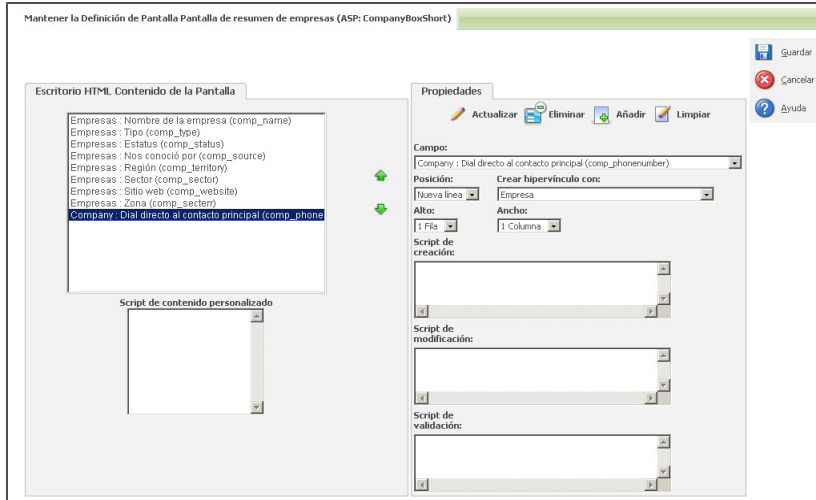 Mantener la Definición de Pantalla Pantalla de resumen de empresas (ASP: CompanyBoxShort)
Guardar
Cancelar
Ayuda
Escritorio HTML Contenido de la Pantalla
Empresas : Nombre de la empresa (comp_name)
Empresas : Tipo (comp_type)
Empresas : Estatus (comp_status)
Empresas : Nos conoció por (comp_source)
Empresas : Región (comp_territory)
Empresas : Sector (comp_sector)
Empresas : Sitio web (comp_website)
Empresas : Zona (comp_secterr)
Company : Dial directo al contacto principal (comp_phone
Script de contenido personalizado
Propiedades
Actualizar Eliminar Añadir Limpiar
Campo:
Company : Dial directo al contacto principal (comp_phonenumber)
Posición: Crear hipervínculo con:
Nueva línea Empresa
Alto: Ancho:
1 Fila 1 Columna
Script de
creación:
Script de
modificación:
Script de
validación: